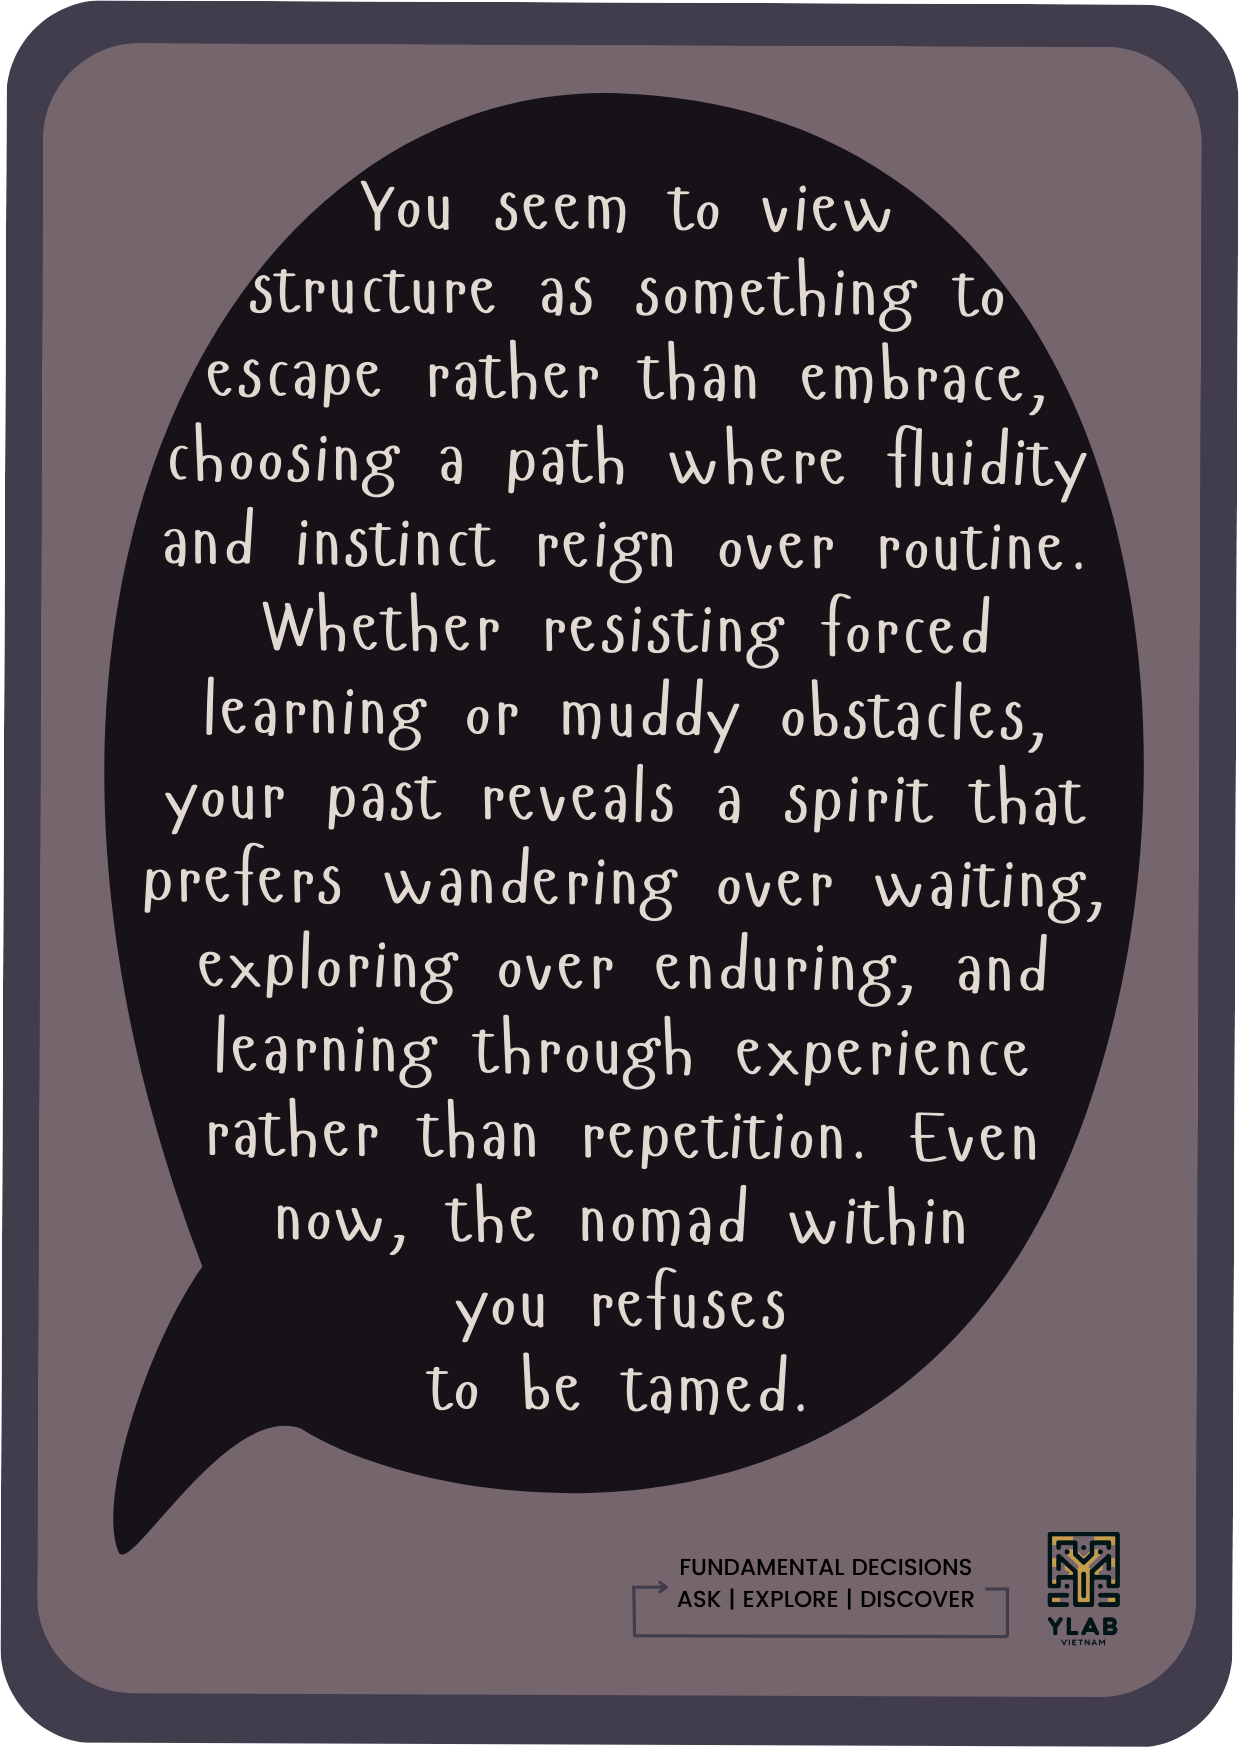 You seem to view
structure as something to
escape rather than embrace,
choosing a path where fluidity
and instinct reign over routine.
Whether resisting forced
learning or muddy obstacles,
your past reveals a spirit that
prefers wandering over waiting,
exploring over enduring, and
learning through experience
rather than repetition. Even
now, the nomad within
you refuses
to be tamed.
FUNDAMENTAL DECISIONS
ASK | EXPLORE | DISCOVER
YLAB
VIETNAM